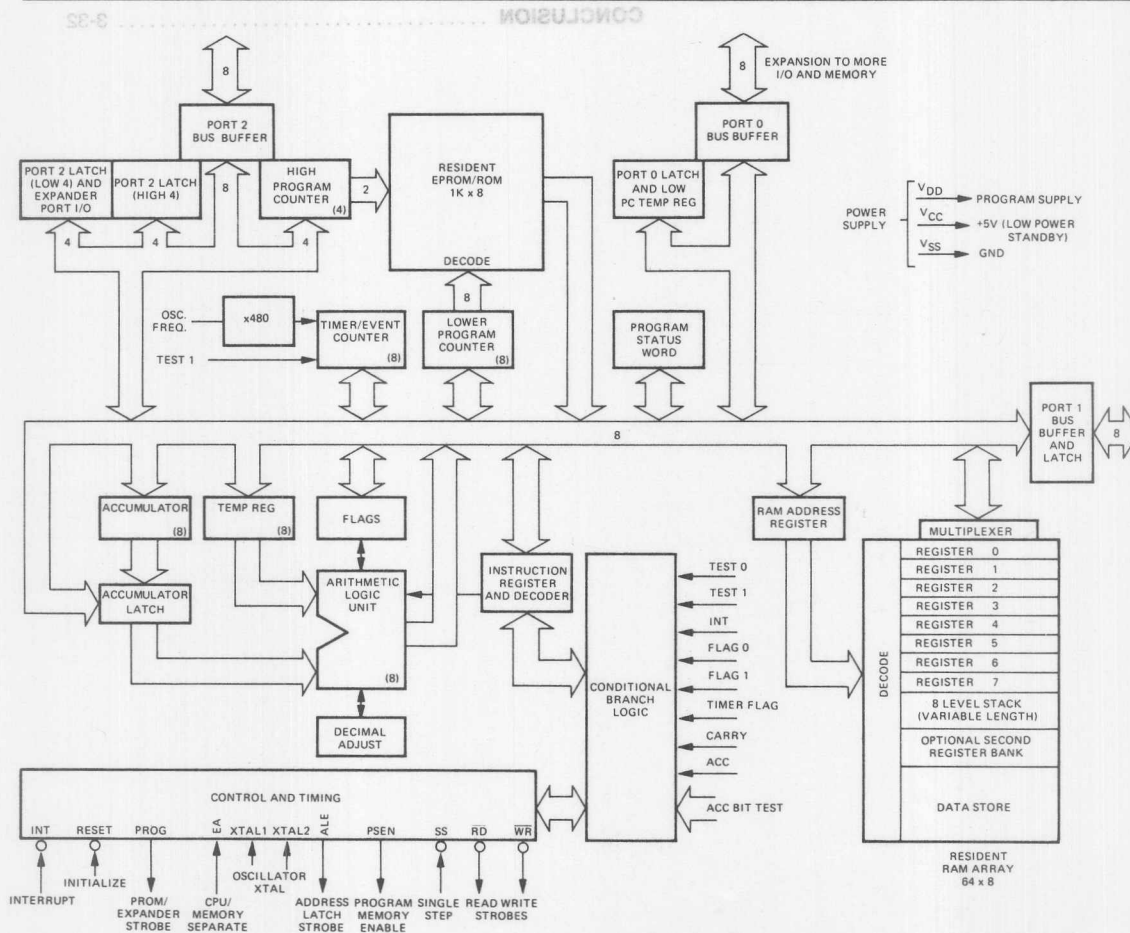 CONCLUSION ........................ 3-32
8
8
EXPANSION TO MORE
I/O AND MEMORY
PORT 2
BUS BUFFER
PORT 0
BUS BUFFER
PORT 2 LATCH
(LOW 4) AND
EXPANDER
PORT I/O
PORT 2 LATCH
(HIGH 4)
8
HIGH
PROGRAM
COUNTER
(4)
2
RESIDENT
EPROM/ROM
1K x 8
DECODE
PORT 0 LATCH
AND LOW
PC TEMP REG
4
4
4
POWER
SUPPLY
VDD
PROGRAM SUPPLY
VCC
+5V (LOW POWER
STANDBY)
VSS
GND
OSC.
FREQ.
x480
TEST 1
TIMER/EVENT
COUNTER
(8)
8
LOWER
PROGRAM
COUNTER
(8)
PROGRAM
STATUS
WORD
8
PORT 1
BUS
BUFFER
AND
LATCH
8
ACCUMULATOR
(8)
TEMP REG
(8)
FLAGS
RAM ADDRESS
REGISTER
ACCUMULATOR
LATCH
ARITHMETIC
LOGIC
UNIT
(8)
INSTRUCTION
REGISTER
AND DECODER
DECIMAL
ADJUST
CONDITIONAL
BRANCH
LOGIC
TEST 0
TEST 1
INT
FLAG 0
FLAG 1
TIMER FLAG
CARRY
ACC
ACC BIT TEST
MULTIPLEXER
DECODE
REGISTER 0
REGISTER 1
REGISTER 2
REGISTER 3
REGISTER 4
REGISTER 5
REGISTER 6
REGISTER 7
8 LEVEL STACK
(VARIABLE LENGTH)
OPTIONAL SECOND
REGISTER BANK
DATA STORE
RESIDENT
RAM ARRAY
64 x 8
CONTROL AND TIMING
INT
RESET
PROG
EA
XTAL1
XTAL2
ALE
PSEN
SS
RD
WR
INTERRUPT
INITIALIZE
PROM/
EXPANDER
STROBE
CPU/
MEMORY
SEPARATE
OSCILLATOR
XTAL
ADDRESS
LATCH
STROBE
PROGRAM
MEMORY
ENABLE
SINGLE
STEP
READ WRITE
STROBES